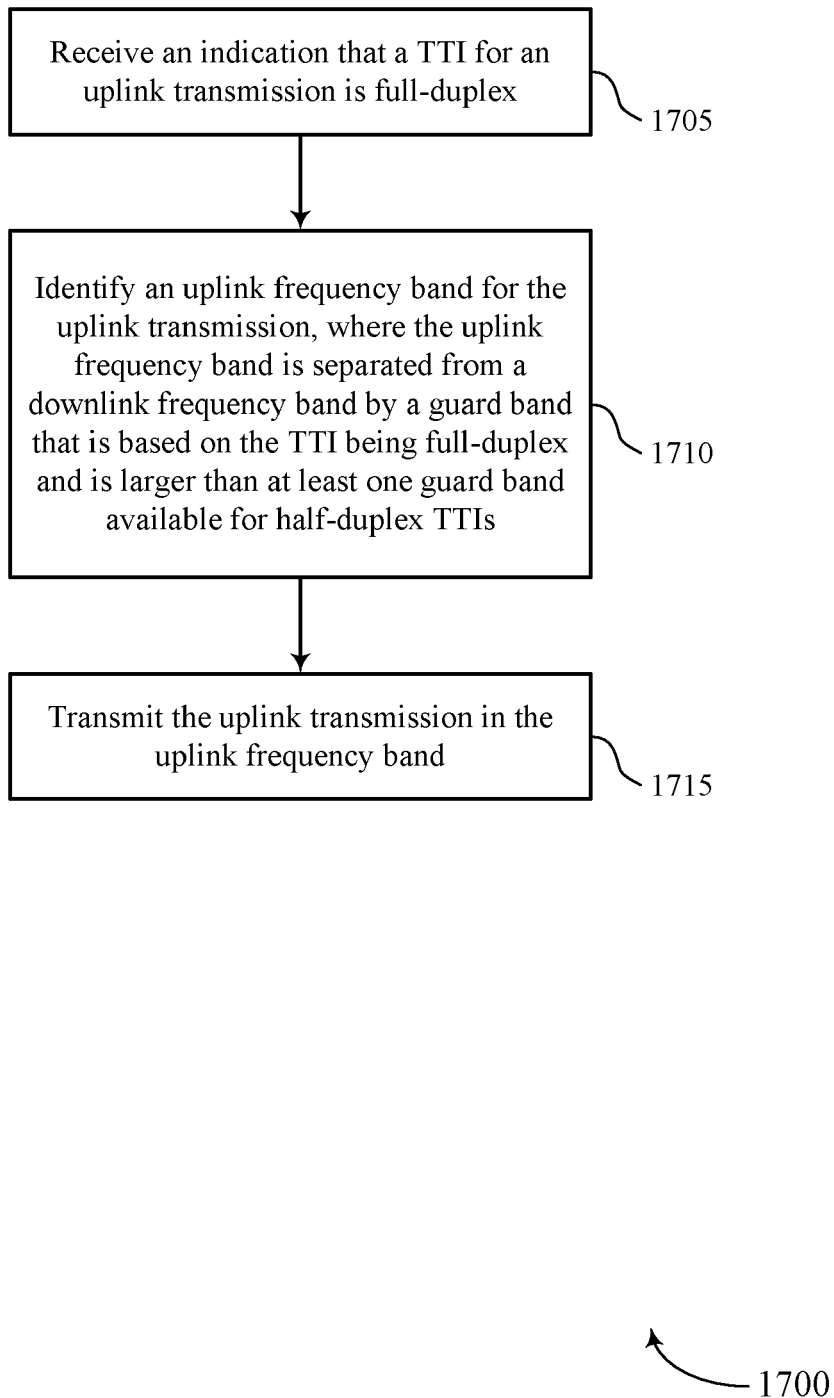 Receive an indication that a TTI for an
uplink transmission is full-duplex
1705
Identify an uplink frequency band for the
uplink transmission, where the uplink
frequency band is separated from a
downlink frequency band by a guard band
that is based on the TTI being full-duplex
and is larger than at least one guard band
available for half-duplex TTIs
1710
Transmit the uplink transmission in the
uplink frequency band
1715
1700